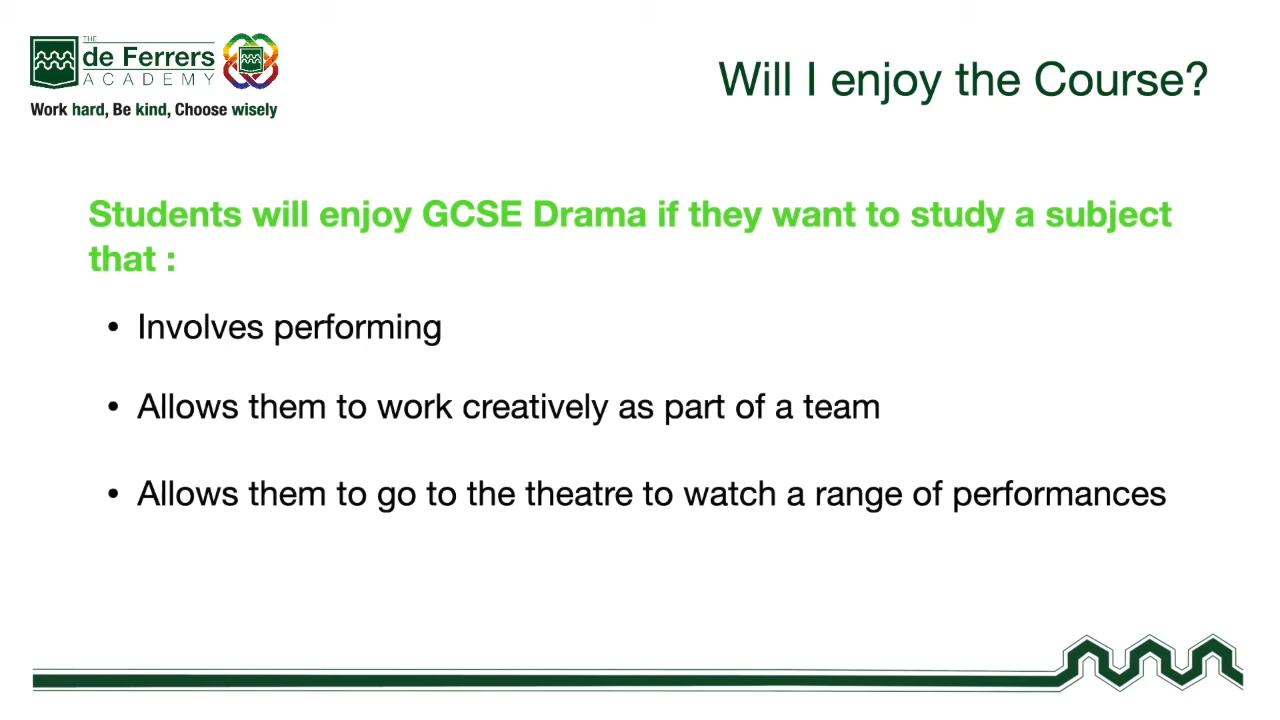 THE
de Ferrers
ACADEMY
Work hard, Be kind, Choose wisely
Will I enjoy the Course?
Students will enjoy GCSE Drama if they want to study a subject
that :
• Involves performing
• Allows them to work creatively as part of a team
• Allows them to go to the theatre to watch a range of performances